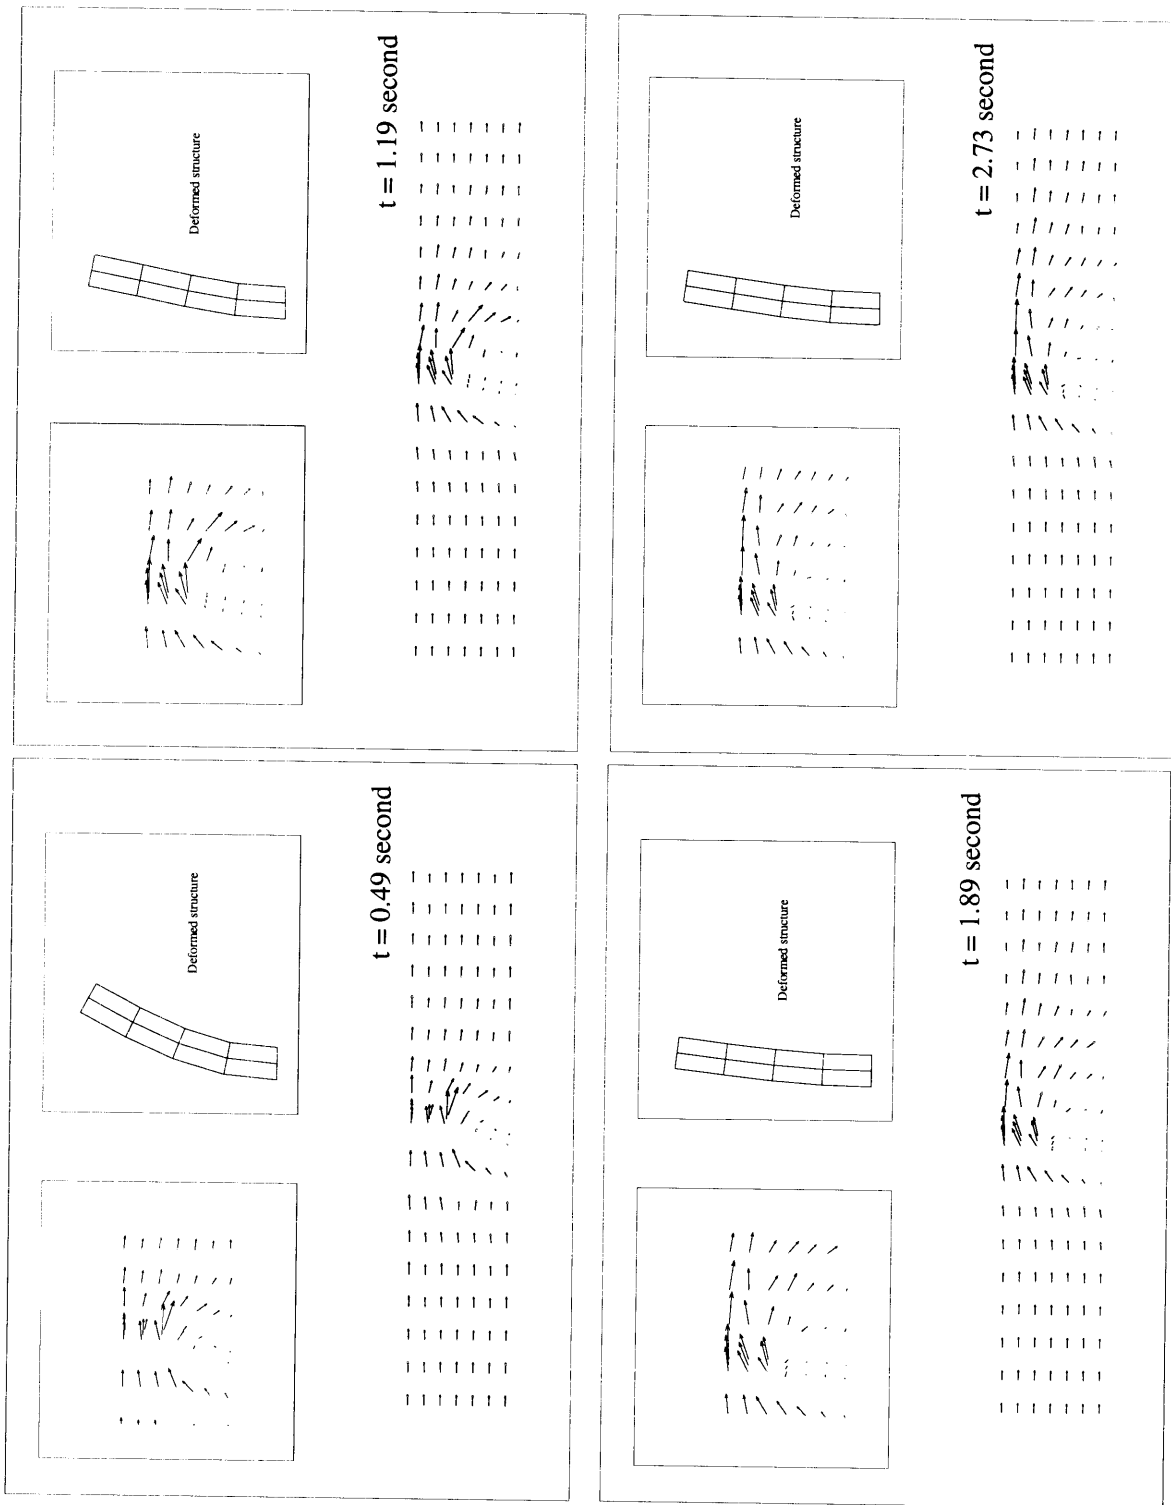 Deformed structure
t = 1.19 second
Deformed structure
t = 2.73 second
Deformed structure
t = 0.49 second
Deformed structure
t = 1.89 second